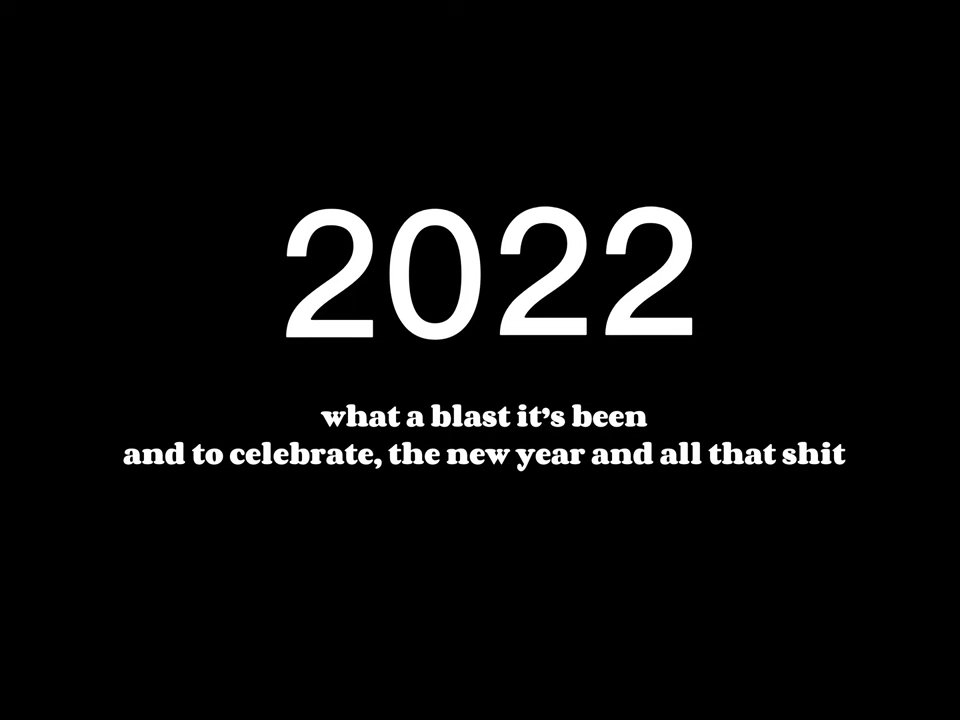 2022
what a blast it's been
and to celebrate, the new year and all that shit